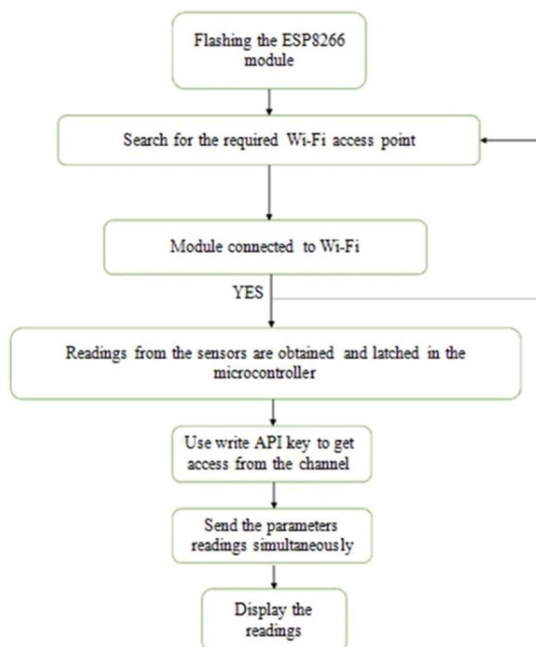 Flashing the ESP8266
module
Search for the required Wi-Fi access point
Module connected to Wi-Fi
YES
Readings from the sensors are obtained and latched in the
microcontroller
Use write API key to get
access from the channel
Send the parameters
readings simultaneously
Display the
readings